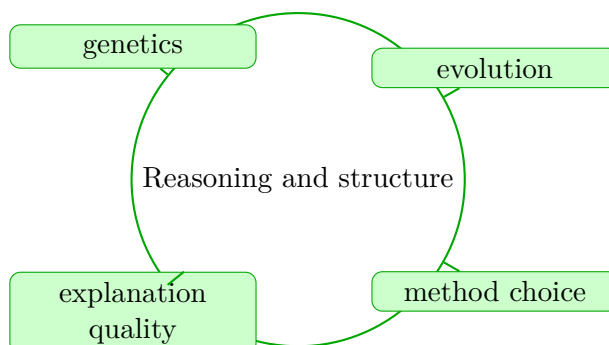 genetics
evolution
Reasoning and structure
explanation
quality
method choice